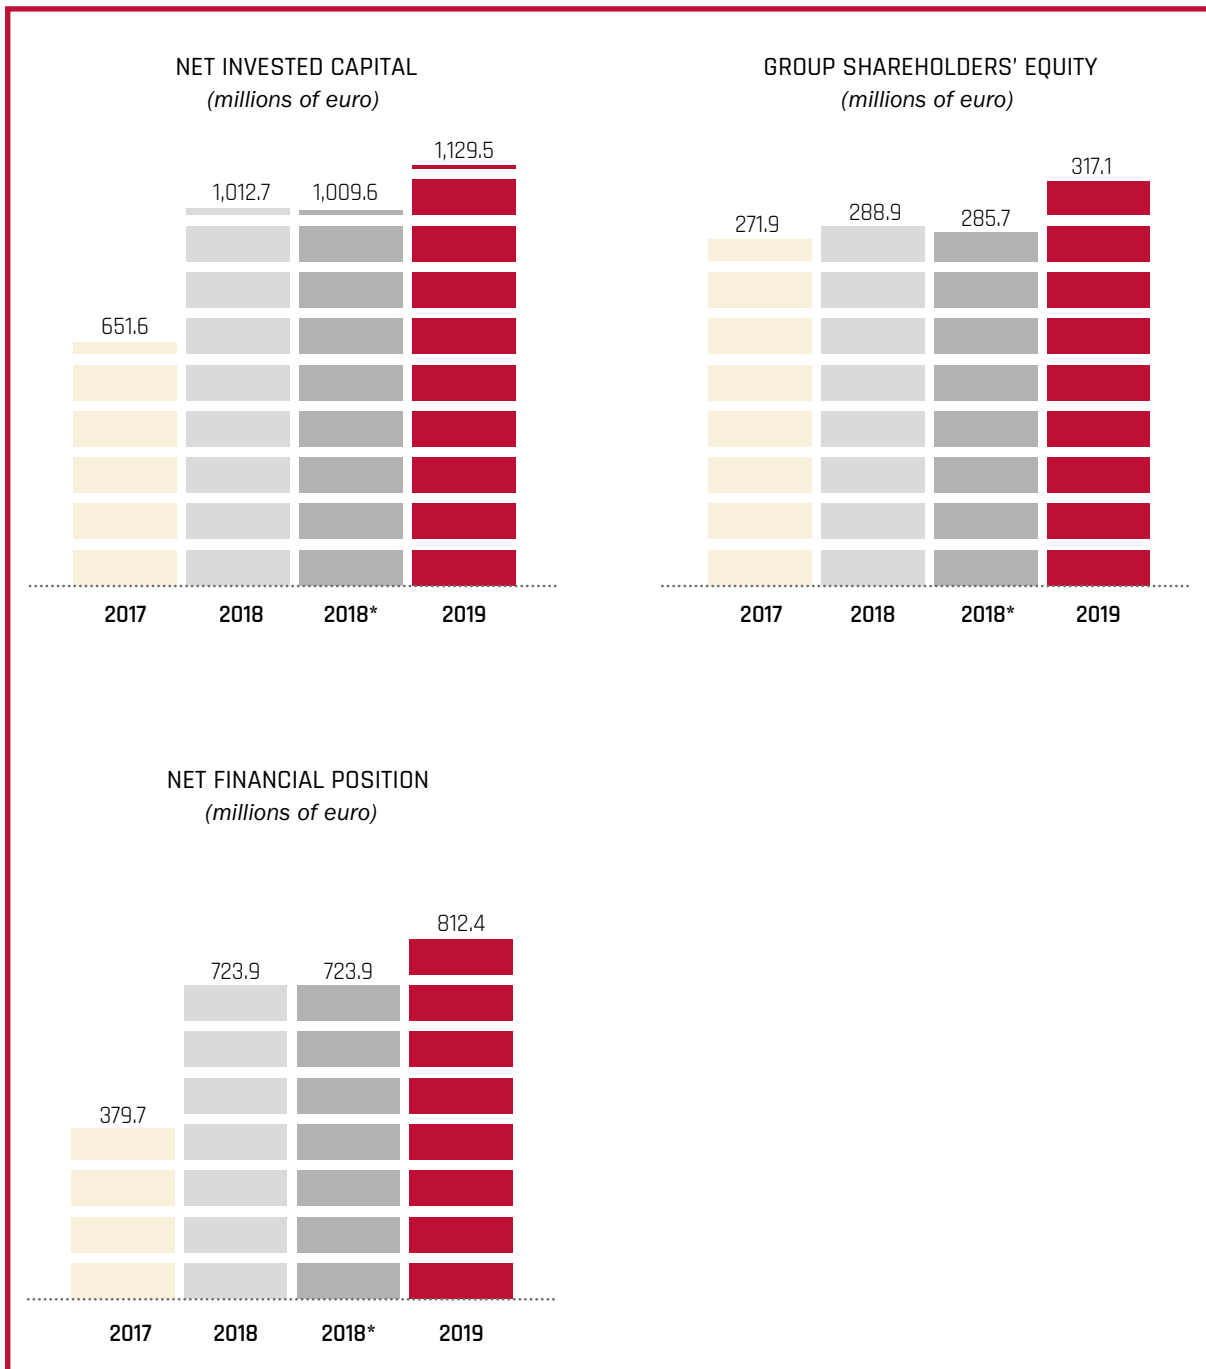 NET INVESTED CAPITAL
(millions of euro)
1,129.5
1,012.7
1,009.6
651.6
2017 2018 2018* 2019
GROUP SHAREHOLDERS’ EQUITY
(millions of euro)
317.1
271.9
288.9
285.7
2017 2018 2018* 2019
NET FINANCIAL POSITION
(millions of euro)
812.4
723.9
723.9
379.7
2017 2018 2018* 2019